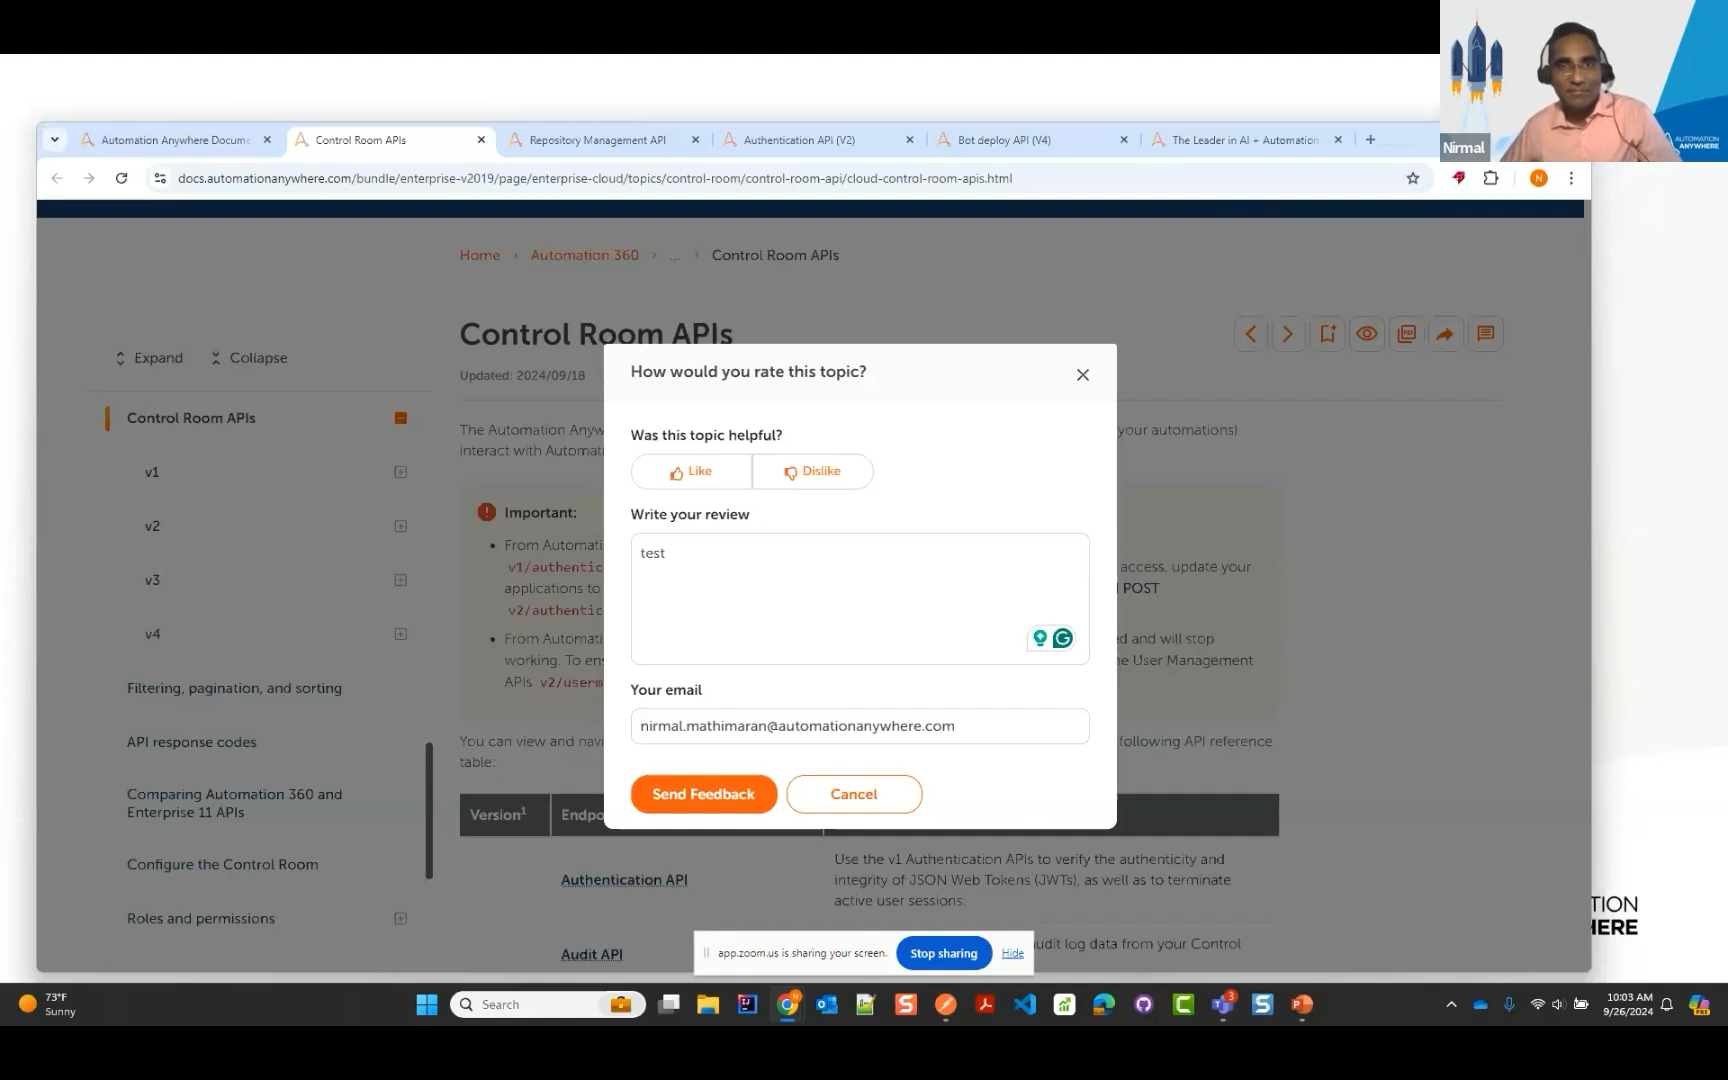 Nirmal
AUTOMATION
ANYWHERE
Automation Anywhere Docume
Control Room APIs
Repository Management API
Authentication API (V2)
Bot deploy API (V4)
The Leader in AI + Automation
docs.automationanywhere.com/bundle/enterprise-v2019/page/enterprise-cloud/topics/control-room/control-room-api/cloud-control-room-apis.html
N
Home › Automation 360 › ... › Control Room APIs
Control Room APIs
Updated: 2024/09/18
Expand
Collapse
Control Room APIs
v1
v2
v3
v4
Filtering, pagination, and sorting
API response codes
Comparing Automation 360 and
Enterprise 11 APIs
Configure the Control Room
Roles and permissions
The Automation Anyw
your automations)
interact with Automat
Important:
• From Automati
v1/authentic
access, update your
applications to
POST
v2/authentic
• From Automati
ed and will stop
working. To en
he User Management
APIs v2/userm
You can view and navi
following API reference
table:
Version1
Endpo
Authentication API
Use the v1 Authentication APIs to verify the authenticity and
integrity of JSON Web Tokens (JWTs), as well as to terminate
active user sessions.
Audit API
udit log data from your Control
How would you rate this topic?
Was this topic helpful?
Like
Dislike
Write your review
test
Your email
nirmal.mathimaran@automationanywhere.com
Send Feedback
Cancel
app.zoom.us is sharing your screen.
Stop sharing
Hide
TION
HERE
73°F
Sunny
Search
3
10:03 AM
9/26/2024
PRE